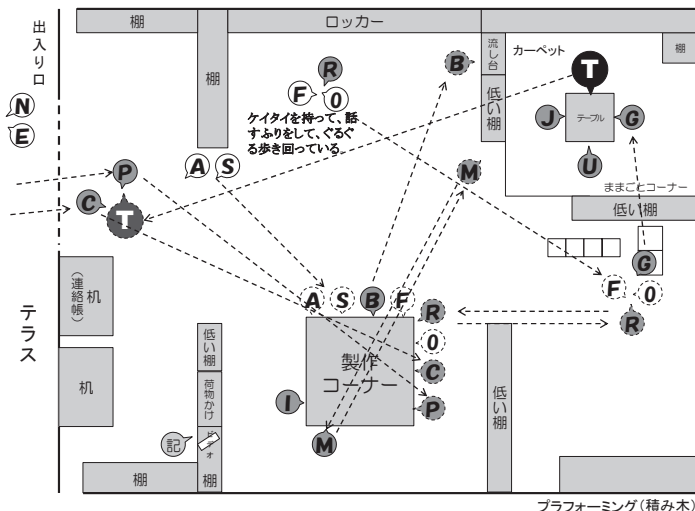 棚
ロッカー
出入り口
棚
流し台
低い棚
カーペット
棚
B
T
R
F
O
ケイタイを持って、話
すふりをして、ぐるぐ
る歩き回っている
N
E
J
テーブル
G
U
ままごとコーナー
低い棚
A
S
M
P
C
T
G
F
O
R
机
（連絡帳）
テラス
机
A
S
B
F
R
O
C
P
製作
コーナー
I
M
低い棚
荷物かけ
ビデオ
棚
記
棚
低い棚
棚
プラフォーミング(積み木)